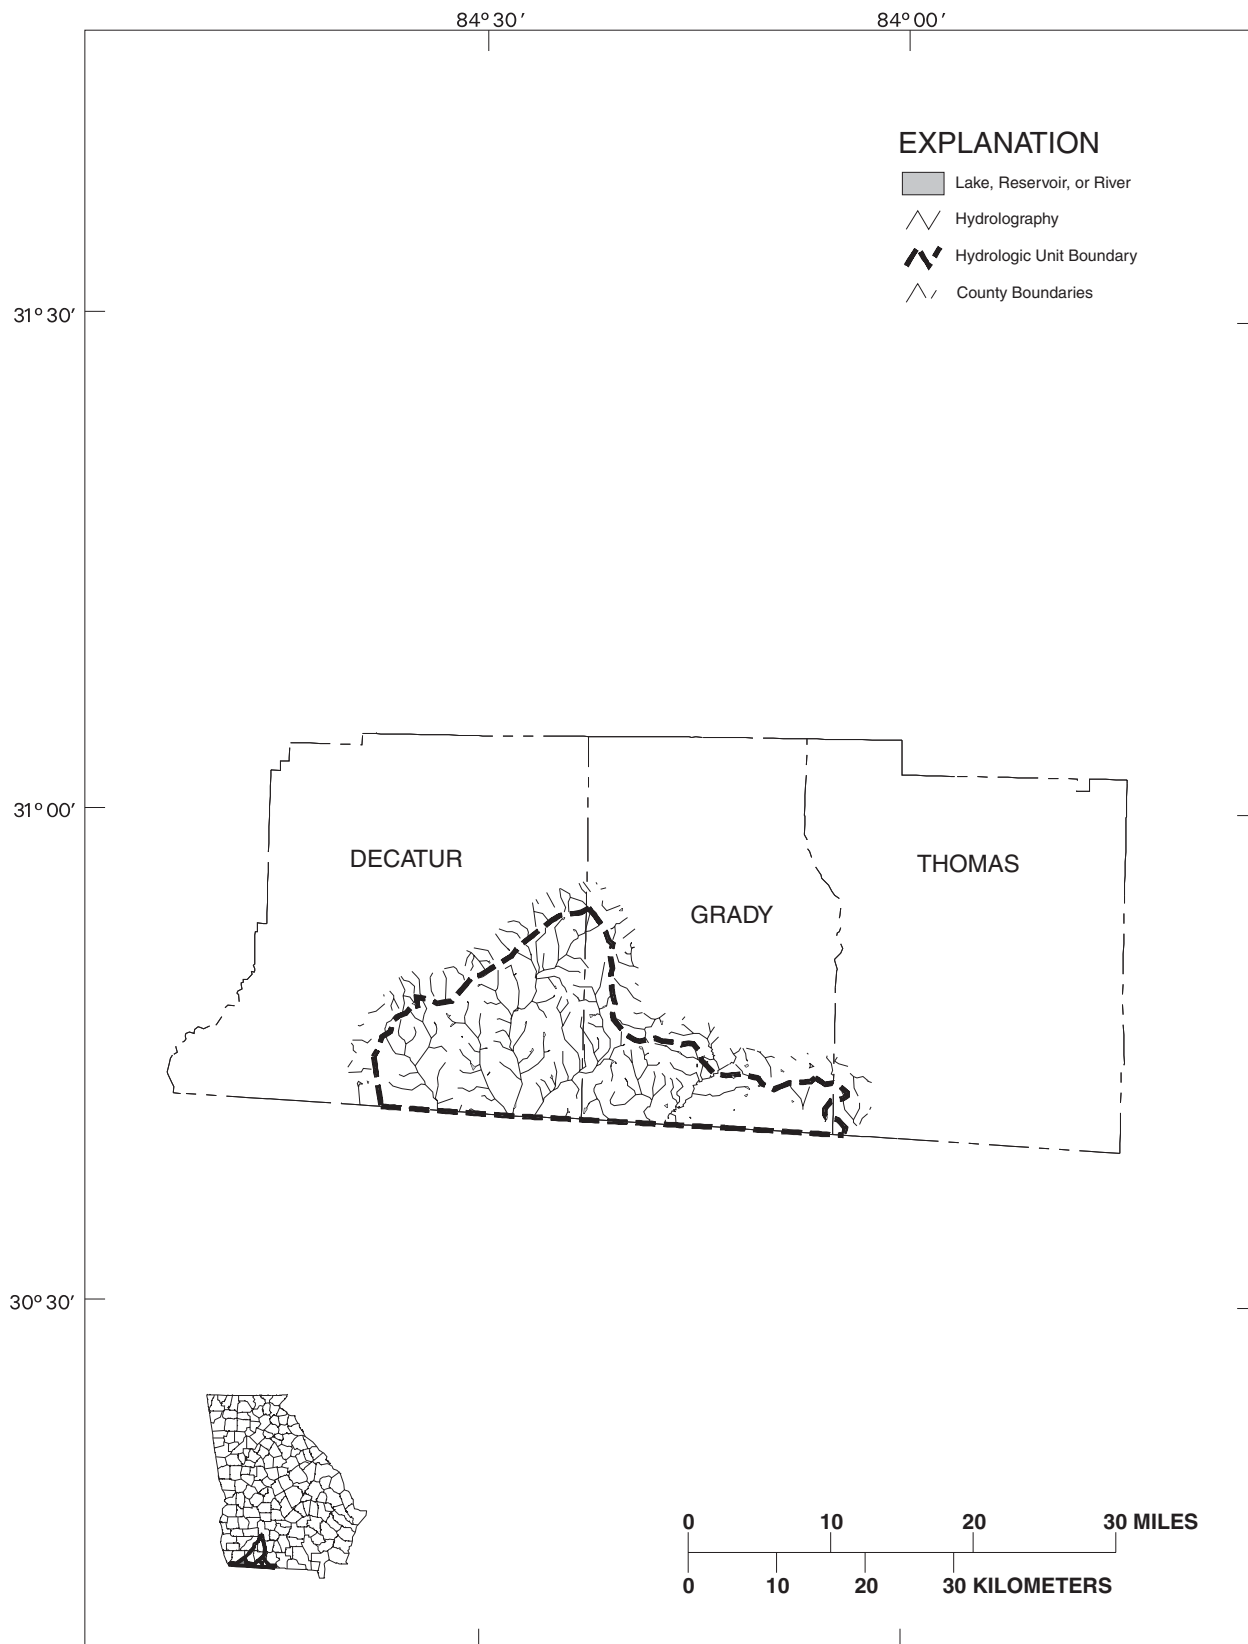 84° 30′ 84° 00′
EXPLANATION
Lake, Reservoir, or River
Hydrolography
Hydrologic Unit Boundary
County Boundaries
31° 30′
31° 00′
DECATUR
THOMAS
GRADY
30° 30′
0 10 20 30 MILES
0 10 20 30 KILOMETERS